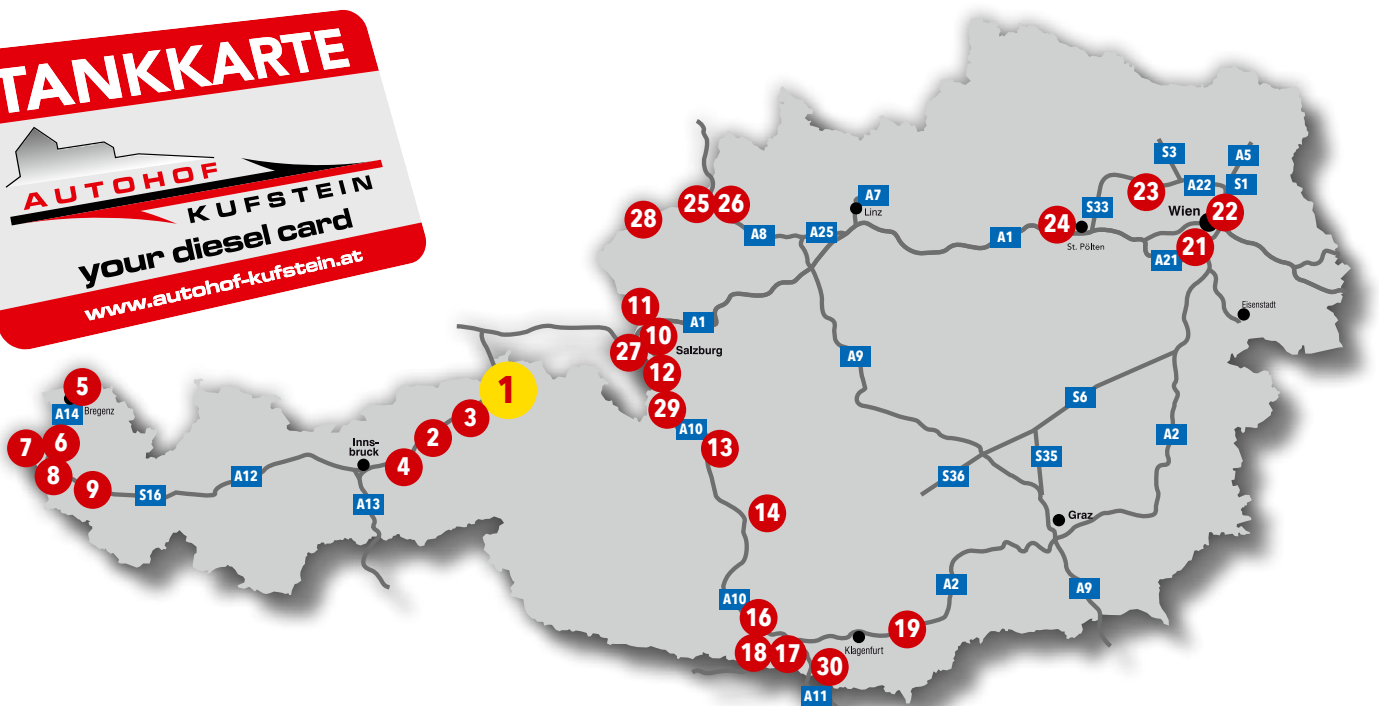 TANKKARTE
AUTOHOF
KUFSTEIN
your diesel card
www.autohof-kufstein.at
S3
A5
A22
S1
23
A7
25
26
28
Linz
S33
Wien
22
24
A8
A25
A1
St. Pölten
A21
21
11
Eisenstadt
A1
10
27
Salzburg
12
A9
1
5
Bregenz
S6
A14
3
29
A10
2
A2
7
6
Inns-
bruck
13
4
S35
8
9
S16
A12
A13
S36
14
Graz
A10
A2
A9
16
19
Klagenfurt
18
17
30
A11